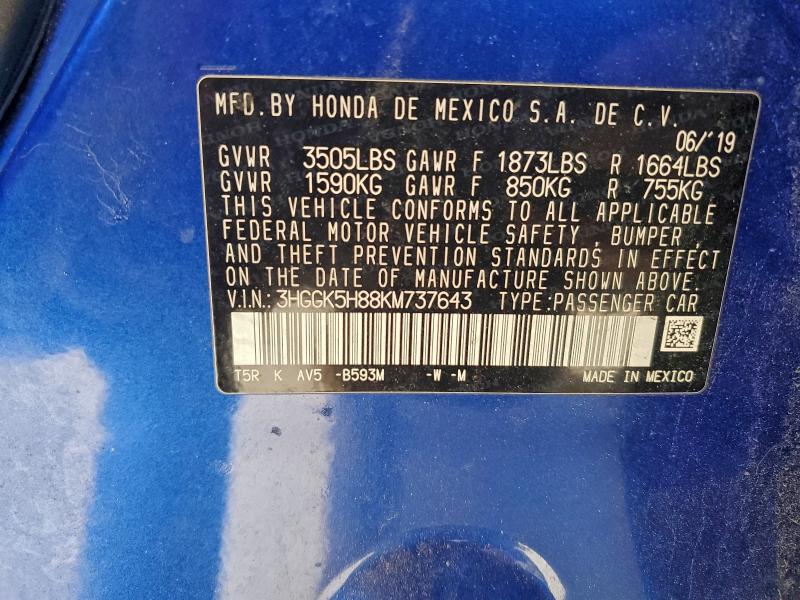 MFD. BY HONDA DE MEXICO S.A. DE C.V.
06/'19
GVWR 3505LBS GAWR F 1873LBS R 1664LBS
GVWR 1590KG GAWR F 850KG R 755KG
THIS VEHICLE CONFORMS TO ALL APPLICABLE
FEDERAL MOTOR VEHICLE SAFETY , BUMPER ,
AND THEFT PREVENTION STANDARDS IN EFFECT
ON THE DATE OF MANUFACTURE SHOWN ABOVE.
V.I.N.: 3HGGK5H88KM737643 TYPE:PASSENGER CAR
T5R K AV5 -B593M -W -M MADE IN MEXICO